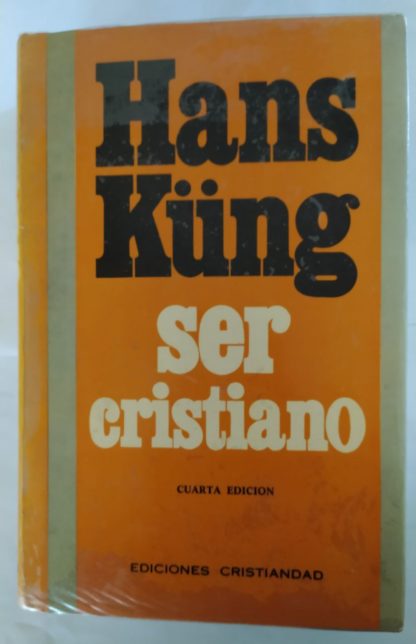 Hans
Küng
ser
cristiano
CUARTA EDICION
EDICIONES CRISTIANDAD